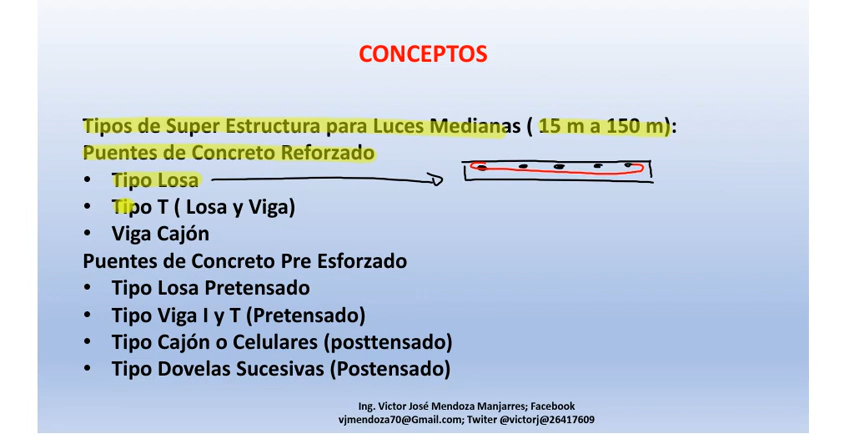 CONCEPTOS
Tipos de Super Estructura para Luces Medianas ( 15 m a 150 m):
Puentes de Concreto Reforzado
• Tipo Losa
• Tipo T ( Losa y Viga)
• Viga Cajón
Puentes de Concreto Pre Esforzado
• Tipo Losa Pretensado
• Tipo Viga I y T (Pretensado)
• Tipo Cajón o Celulares (posttensado)
• Tipo Dovelas Sucesivas (Postensado)
Ing. Victor José Mendoza Manjarres; Facebook
vjmendoza70@Gmail.com; Twiter @victorj@26417609